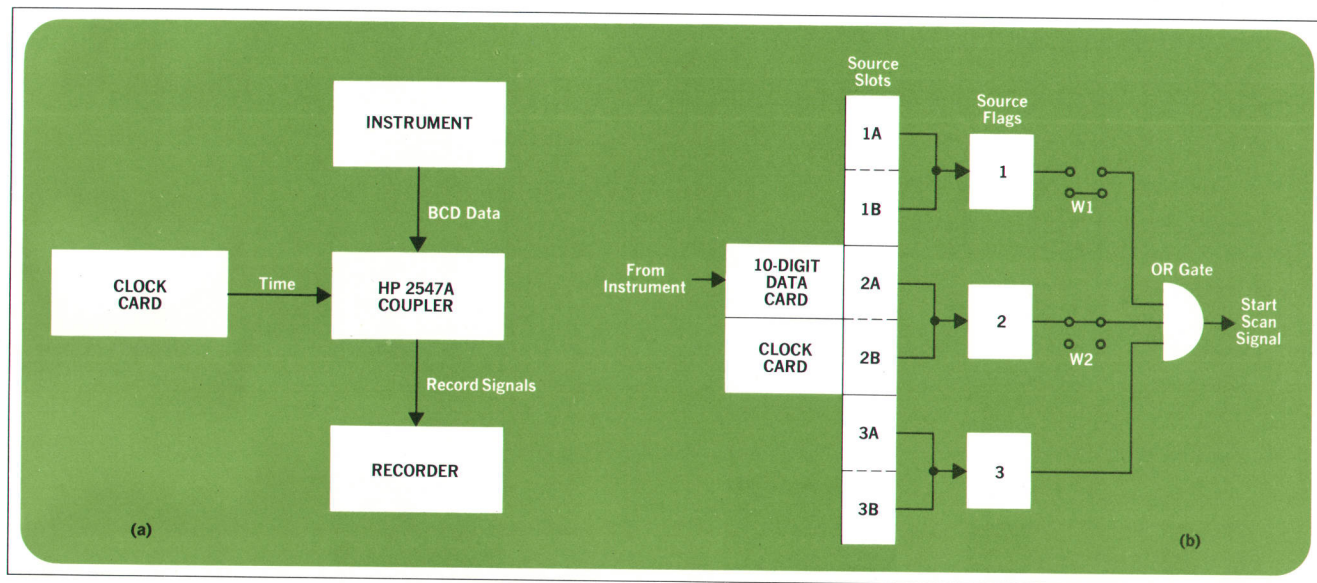 INSTRUMENT
BCD Data
CLOCK
CARD
Time
HP 2547A
COUPLER
Record Signals
RECORDER
(a)
Source
Slots
Source
Flags
1A
1B
1
W1
From
Instrument
10-DIGIT
DATA
CARD
2A
2
W2
CLOCK
CARD
2B
OR Gate
Start
Scan
Signal
3A
3B
3
(b)